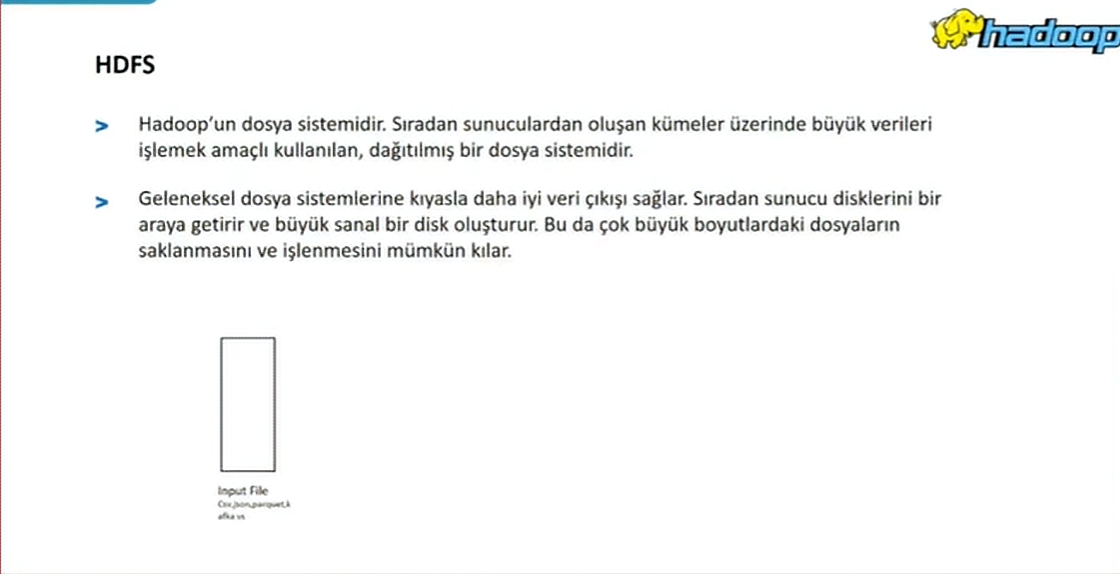 hadoop
HDFS
> Hadoop'un dosya sistemidir. Sıradan sunuculardan oluşan kümeler üzerinde büyük verileri
işlemek amaçlı kullanılan, dağıtılmış bir dosya sistemidir.
> Geleneksel dosya sistemlerine kıyasla daha iyi veri çıkışı sağlar. Sıradan sunucu disklerini bir
araya getirir ve büyük sanal bir disk oluşturur. Bu da çok büyük boyutlardaki dosyaların
saklanmasını ve işlenmesini mümkün kılar.
Input File
Csv,json,parquet,k
afka vs